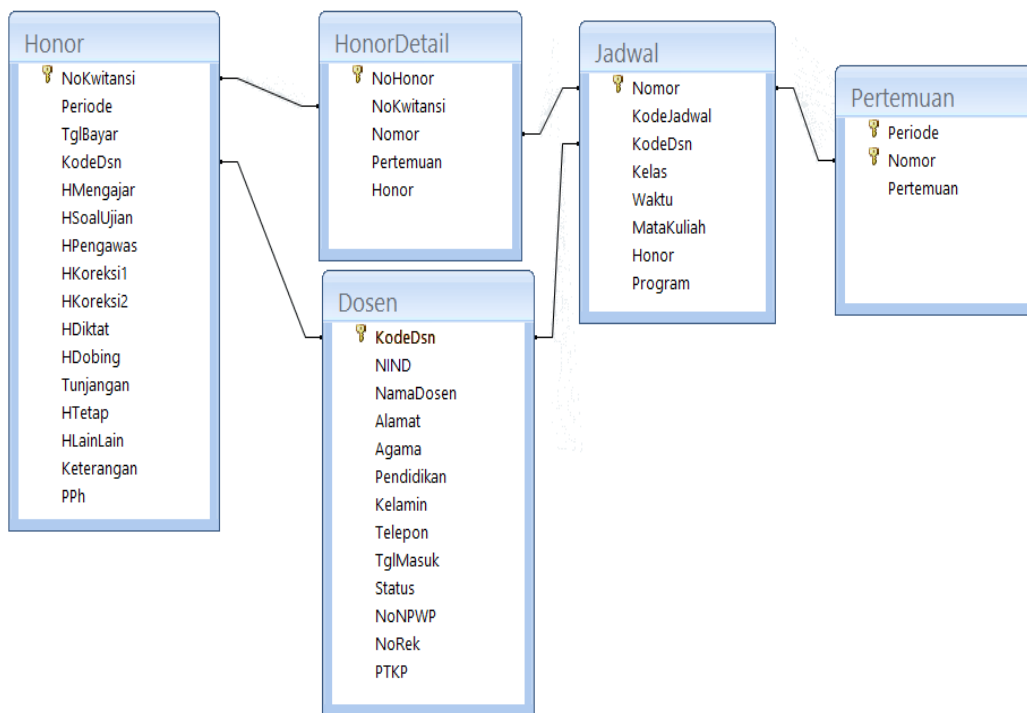 Honor
NoKwitansi
Periode
TglBayar
KodeDsn
HMengajar
HSoalUjian
HPengawas
HKoreksi1
HKoreksi2
HDiktat
HDobing
Tunjangan
HTetap
HLainLain
Keterangan
PPh
HonorDetail
NoHonor
NoKwitansi
Nomor
Pertemuan
Honor
Dosen
KodeDsn
NIND
NamaDosen
Alamat
Agama
Pendidikan
Kelamin
Telepon
TglMasuk
Status
NoNPWP
NoRek
PTKP
Jadwal
Nomor
KodeJadwal
KodeDsn
Kelas
Waktu
MataKuliah
Honor
Program
Pertemuan
Periode
Nomor
Pertemuan